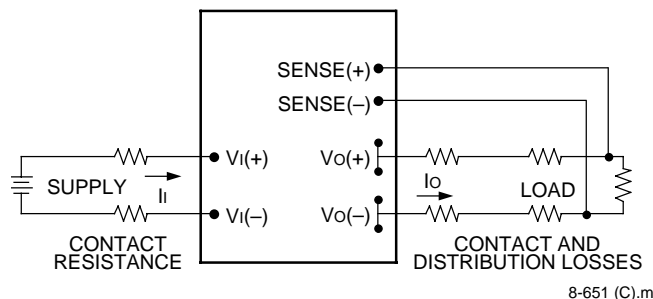 SENSE(+)
SENSE(–)
VI(+)
VO(+)
SUPPLY
II
IO
LOAD
VI(–)
VO(–)
CONTACT
RESISTANCE
CONTACT AND
DISTRIBUTION LOSSES
8-651 (C).m